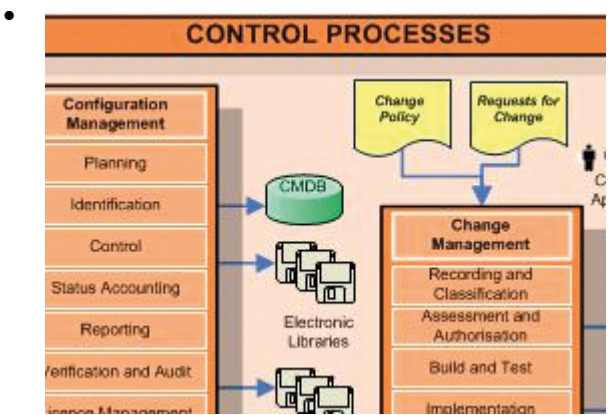 CONTROL PROCESSES
Configuration
Management
Planning
Identification
Control
Status Accounting
Reporting
Verification and Audit
Management
CMDB
Electronic
Libraries
Change
Policy
Requests for
Change
Change
Management
Recording and
Classification
Assessment and
Authorisation
Build and Test
Implementation